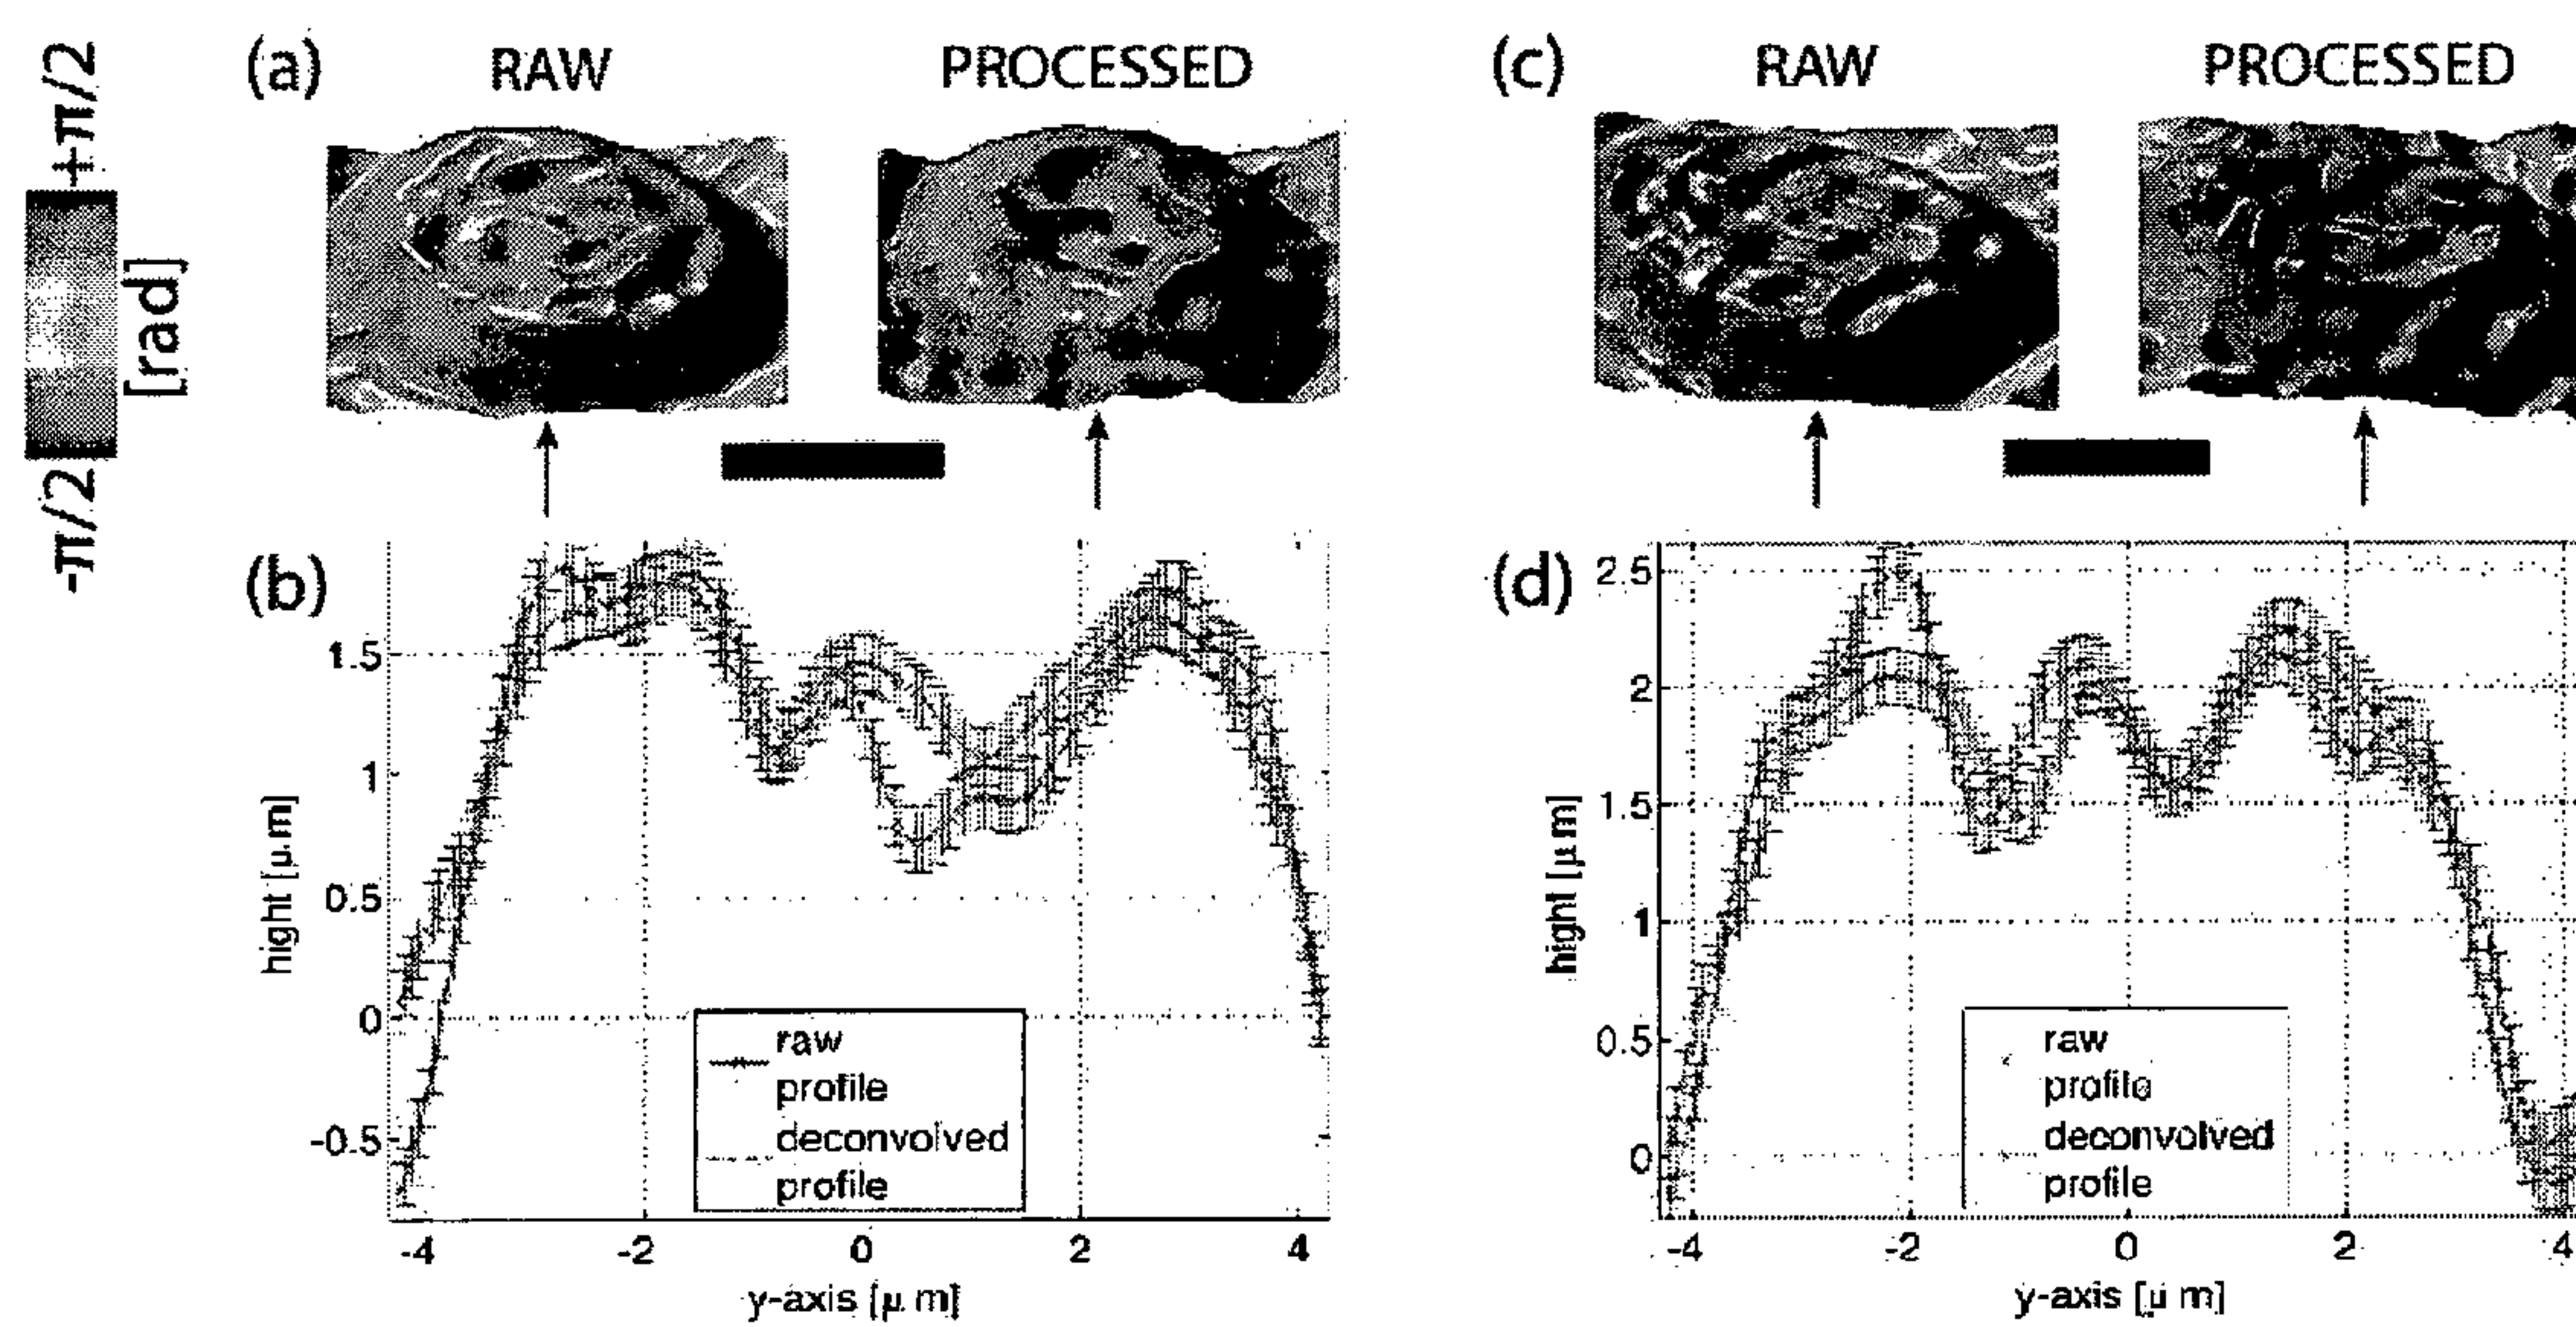 +π/2
[rad]
-π/2
(a)
RAW
PROCESSED
(c)
RAW
PROCESSED
(b)
1.5
1
0.5
0
-0.5
hight [μ m]
raw
profile
deconvolved
profile
-4 -2 0 2 4
y-axis [μ m]
(d)
2.5
2
1.5
1
0.5
0
hight [μ m]
raw
profile
deconvolved
profile
-4 -2 0 2 4
y-axis [μ m]